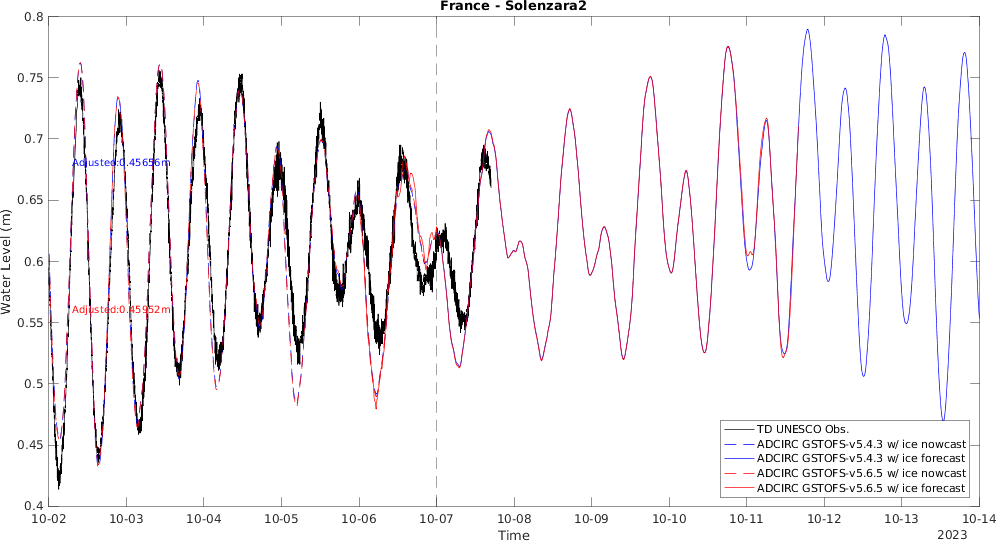 France - Solenzara2
0.8
0.75
0.7
0.65
0.6
0.55
0.5
0.45
0.4
Water Level (m)
Adjusted:0.45656m
Adjusted:0.45952m
TD UNESCO Obs.
ADCIRC GSTOFS-v5.4.3 w/ ice nowcast
ADCIRC GSTOFS-v5.4.3 w/ ice forecast
ADCIRC GSTOFS-v5.6.5 w/ ice nowcast
ADCIRC GSTOFS-v5.6.5 w/ ice forecast
10-02 10-03 10-04 10-05 10-06 10-07 10-08 10-09 10-10 10-11 10-12 10-13 10-14
Time
2023